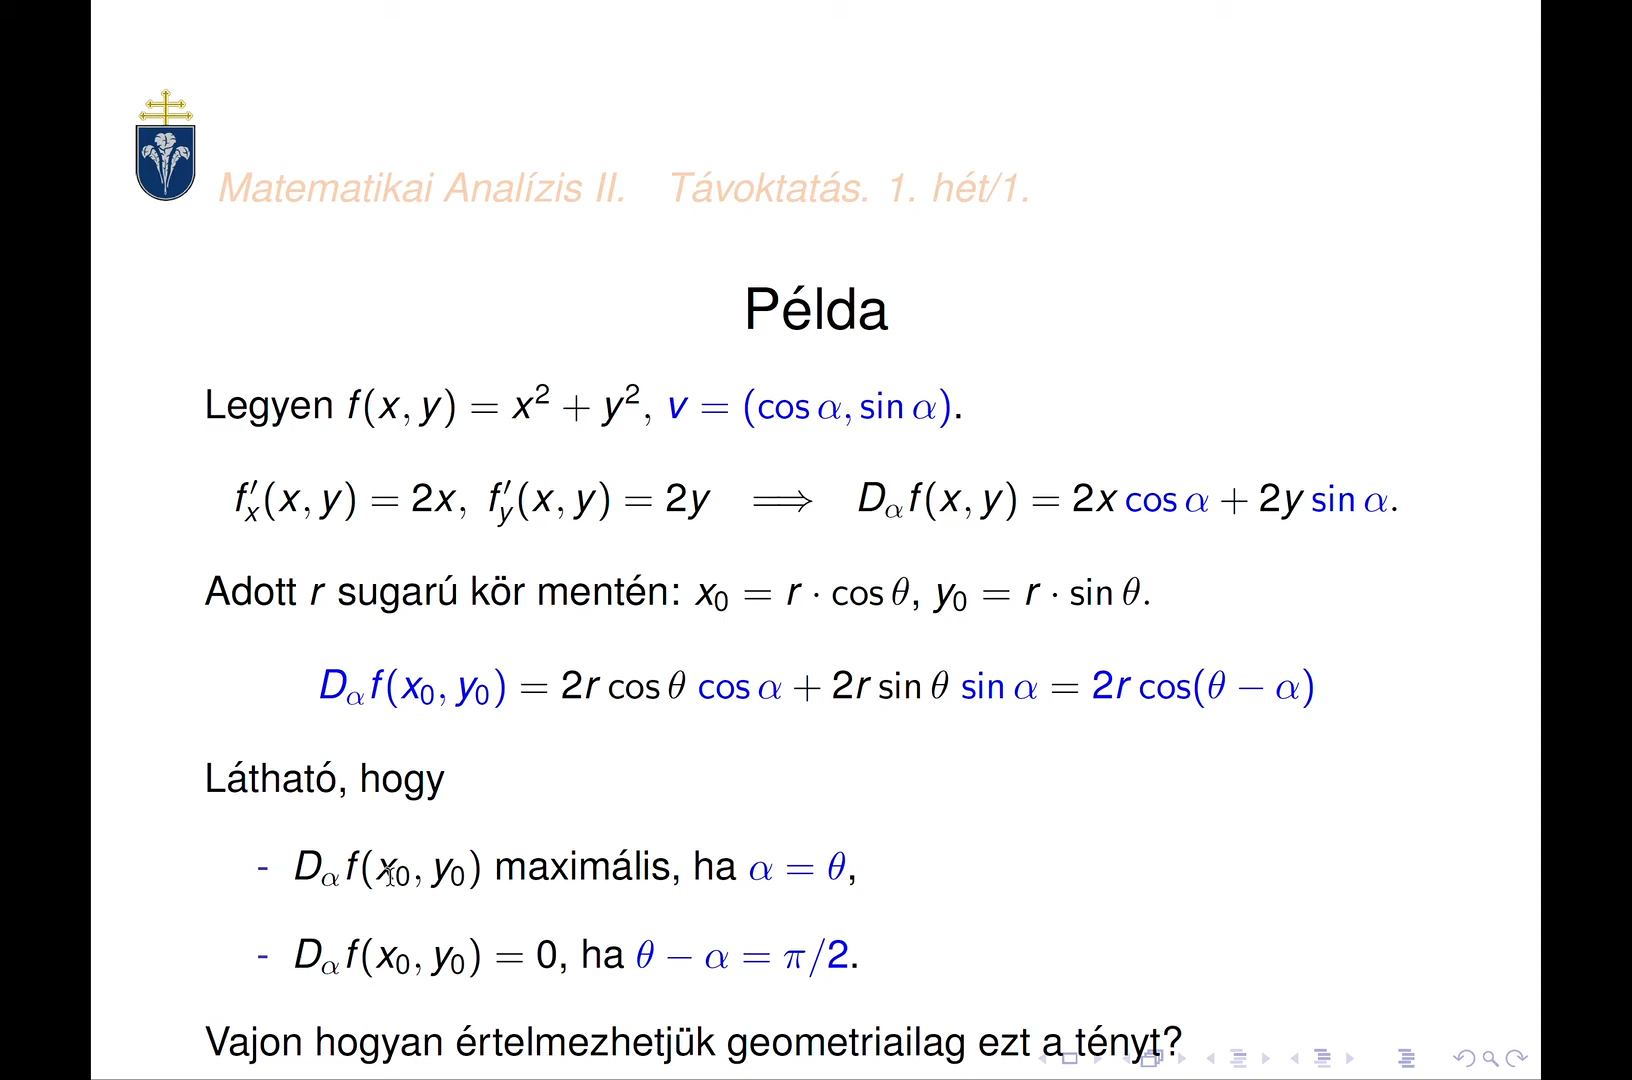 Matematikai Analízis II. Távoktatás. 1. hét/1.
Példa
Legyen f(x, y) = x² + y², v = (cos α, sin α).
f′ₓ(x, y) = 2x, f′ᵧ(x, y) = 2y ⟹ D_α f(x, y) = 2x cos α + 2y sin α.
Adott r sugarú kör mentén: x₀ = r · cos θ, y₀ = r · sin θ.
D_α f(x₀, y₀) = 2r cos θ cos α + 2r sin θ sin α = 2r cos(θ − α)
Látható, hogy
- D_α f(x₀, y₀) maximális, ha α = θ,
- D_α f(x₀, y₀) = 0, ha θ − α = π/2.
Vajon hogyan értelmezhetjük geometriailag ezt a tényt?